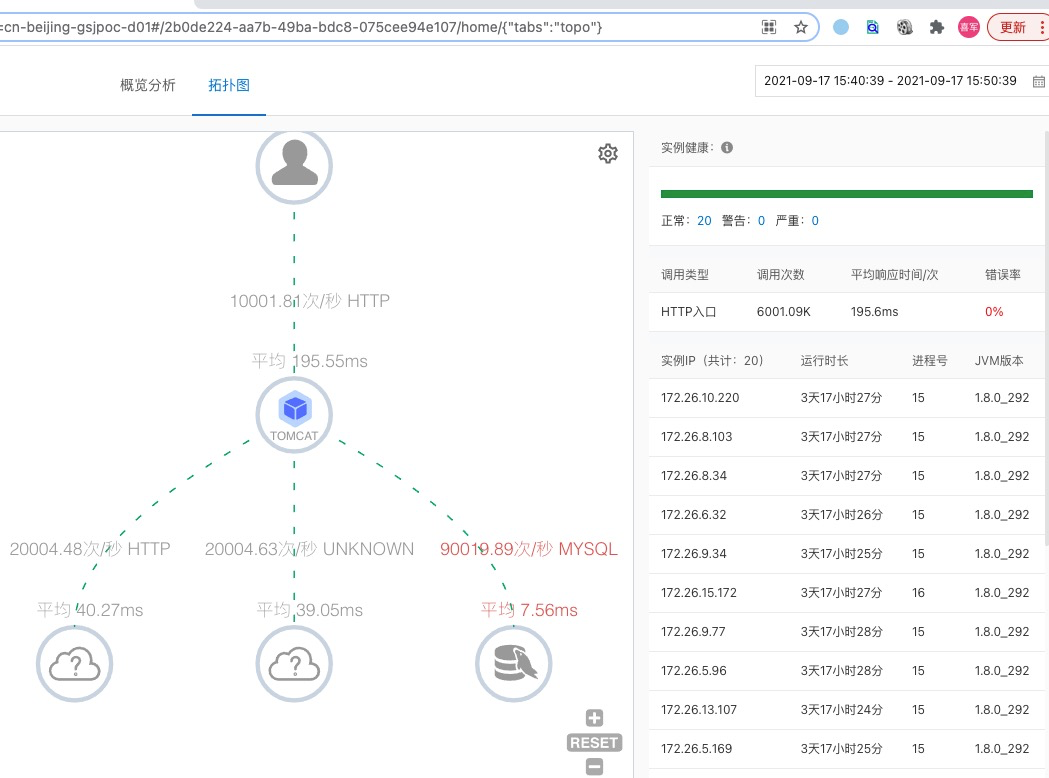 =cn-beijing-gsjpoc-d01#/2b0de224-aa7b-49ba-bdc8-075cee94e107/home/{"tabs":"topo"}
喜军
更新
概览分析 拓扑图
2021-09-17 15:40:39 - 2021-09-17 15:50:39
10001.81次/秒 HTTP
平均 195.55ms
TOMCAT
20004.48次/秒 HTTP
20004.63次/秒 UNKNOWN
90019.89次/秒 MYSQL
平均 40.27ms
平均 39.05ms
平均 7.56ms
RESET
实例健康：
正常：20 警告：0 严重：0
调用类型 调用次数 平均响应时间/次 错误率
HTTP入口 6001.09K 195.6ms 0%
实例IP（共计：20） 运行时长 进程号 JVM版本
172.26.10.220 3天17小时27分 15 1.8.0_292
172.26.8.103 3天17小时27分 15 1.8.0_292
172.26.8.34 3天17小时27分 15 1.8.0_292
172.26.6.32 3天17小时26分 15 1.8.0_292
172.26.9.34 3天17小时25分 15 1.8.0_292
172.26.15.172 3天17小时27分 16 1.8.0_292
172.26.9.77 3天17小时28分 15 1.8.0_292
172.26.5.96 3天17小时28分 15 1.8.0_292
172.26.13.107 3天17小时24分 15 1.8.0_292
172.26.5.169 3天17小时25分 15 1.8.0_292